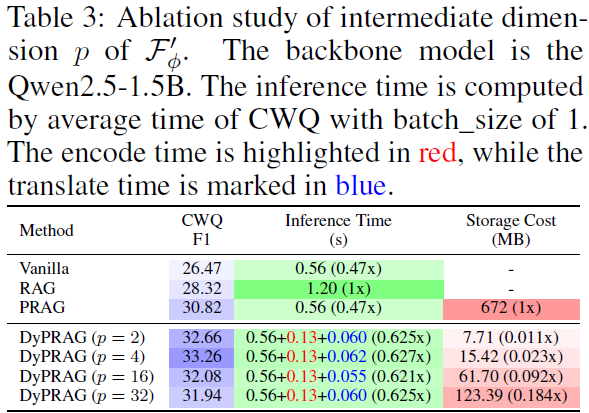 Table 3: Ablation study of intermediate dimen-
sion p of F′ϕ. The backbone model is the
Qwen2.5-1.5B. The inference time is computed
by average time of CWQ with batch_size of 1.
The encode time is highlighted in red, while the
translate time is marked in blue.
Method CWQ F1 Inference Time (s) Storage Cost (MB)
Vanilla 26.47 0.56 (0.47x) -
RAG 28.32 1.20 (1x) -
PRAG 30.82 0.56 (0.47x) 672 (1x)
DyPRAG (p = 2) 32.66 0.56+0.13+0.060 (0.625x) 7.71 (0.011x)
DyPRAG (p = 4) 33.26 0.56+0.13+0.062 (0.627x) 15.42 (0.023x)
DyPRAG (p = 16) 32.08 0.56+0.13+0.055 (0.621x) 61.70 (0.092x)
DyPRAG (p = 32) 31.94 0.56+0.13+0.060 (0.625x) 123.39 (0.184x)